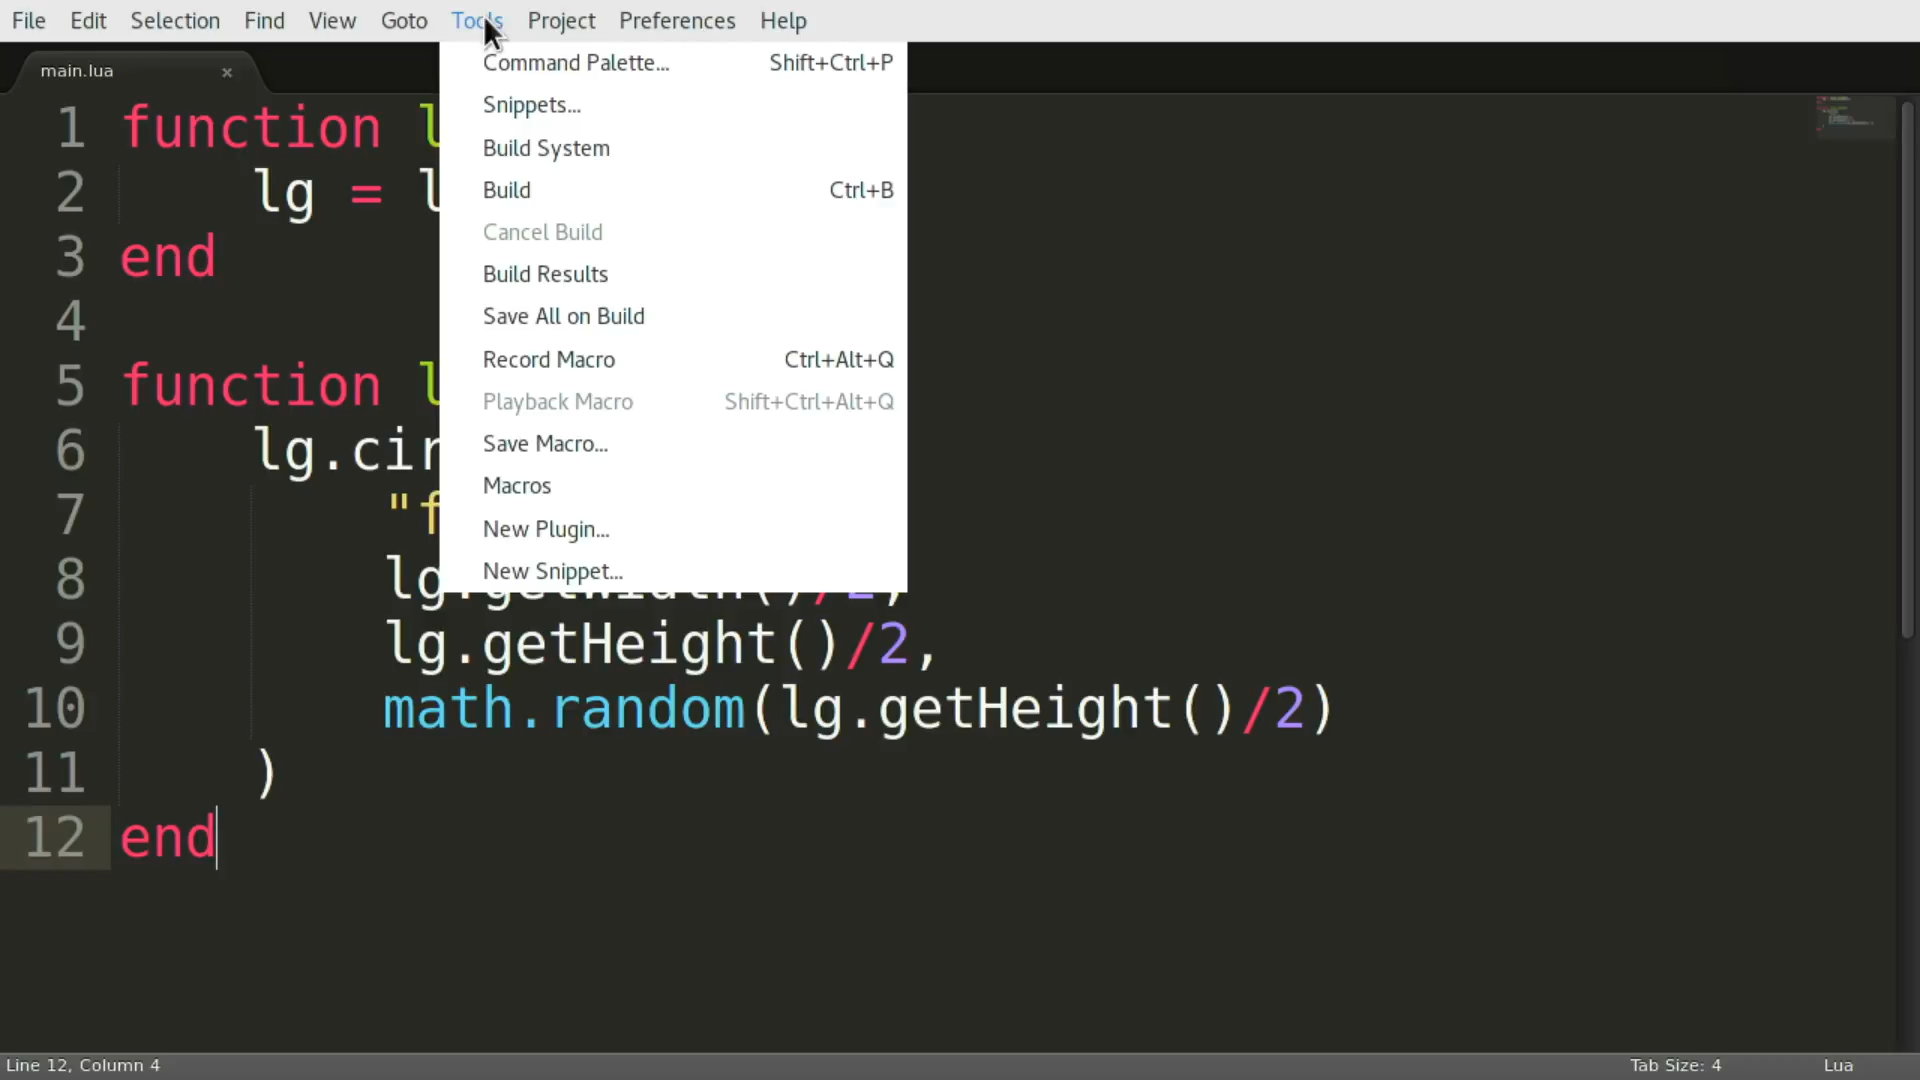 File Edit Selection Find View Goto Tools Project Preferences Help
main.lua ×
Command Palette... Shift+Ctrl+P
Snippets...
Build System
Build Ctrl+B
Cancel Build
Build Results
Save All on Build
Record Macro Ctrl+Alt+Q
Playback Macro Shift+Ctrl+Alt+Q
Save Macro...
Macros
New Plugin...
New Snippet...
1 function l
2 lg = l
3 end
4
5 function l
6 lg.cir
7 "f
8 lg.getWidth()/2,
9 lg.getHeight()/2,
10 math.random(lg.getHeight()/2)
11 )
12 end
Line 12, Column 4 Tab Size: 4 Lua